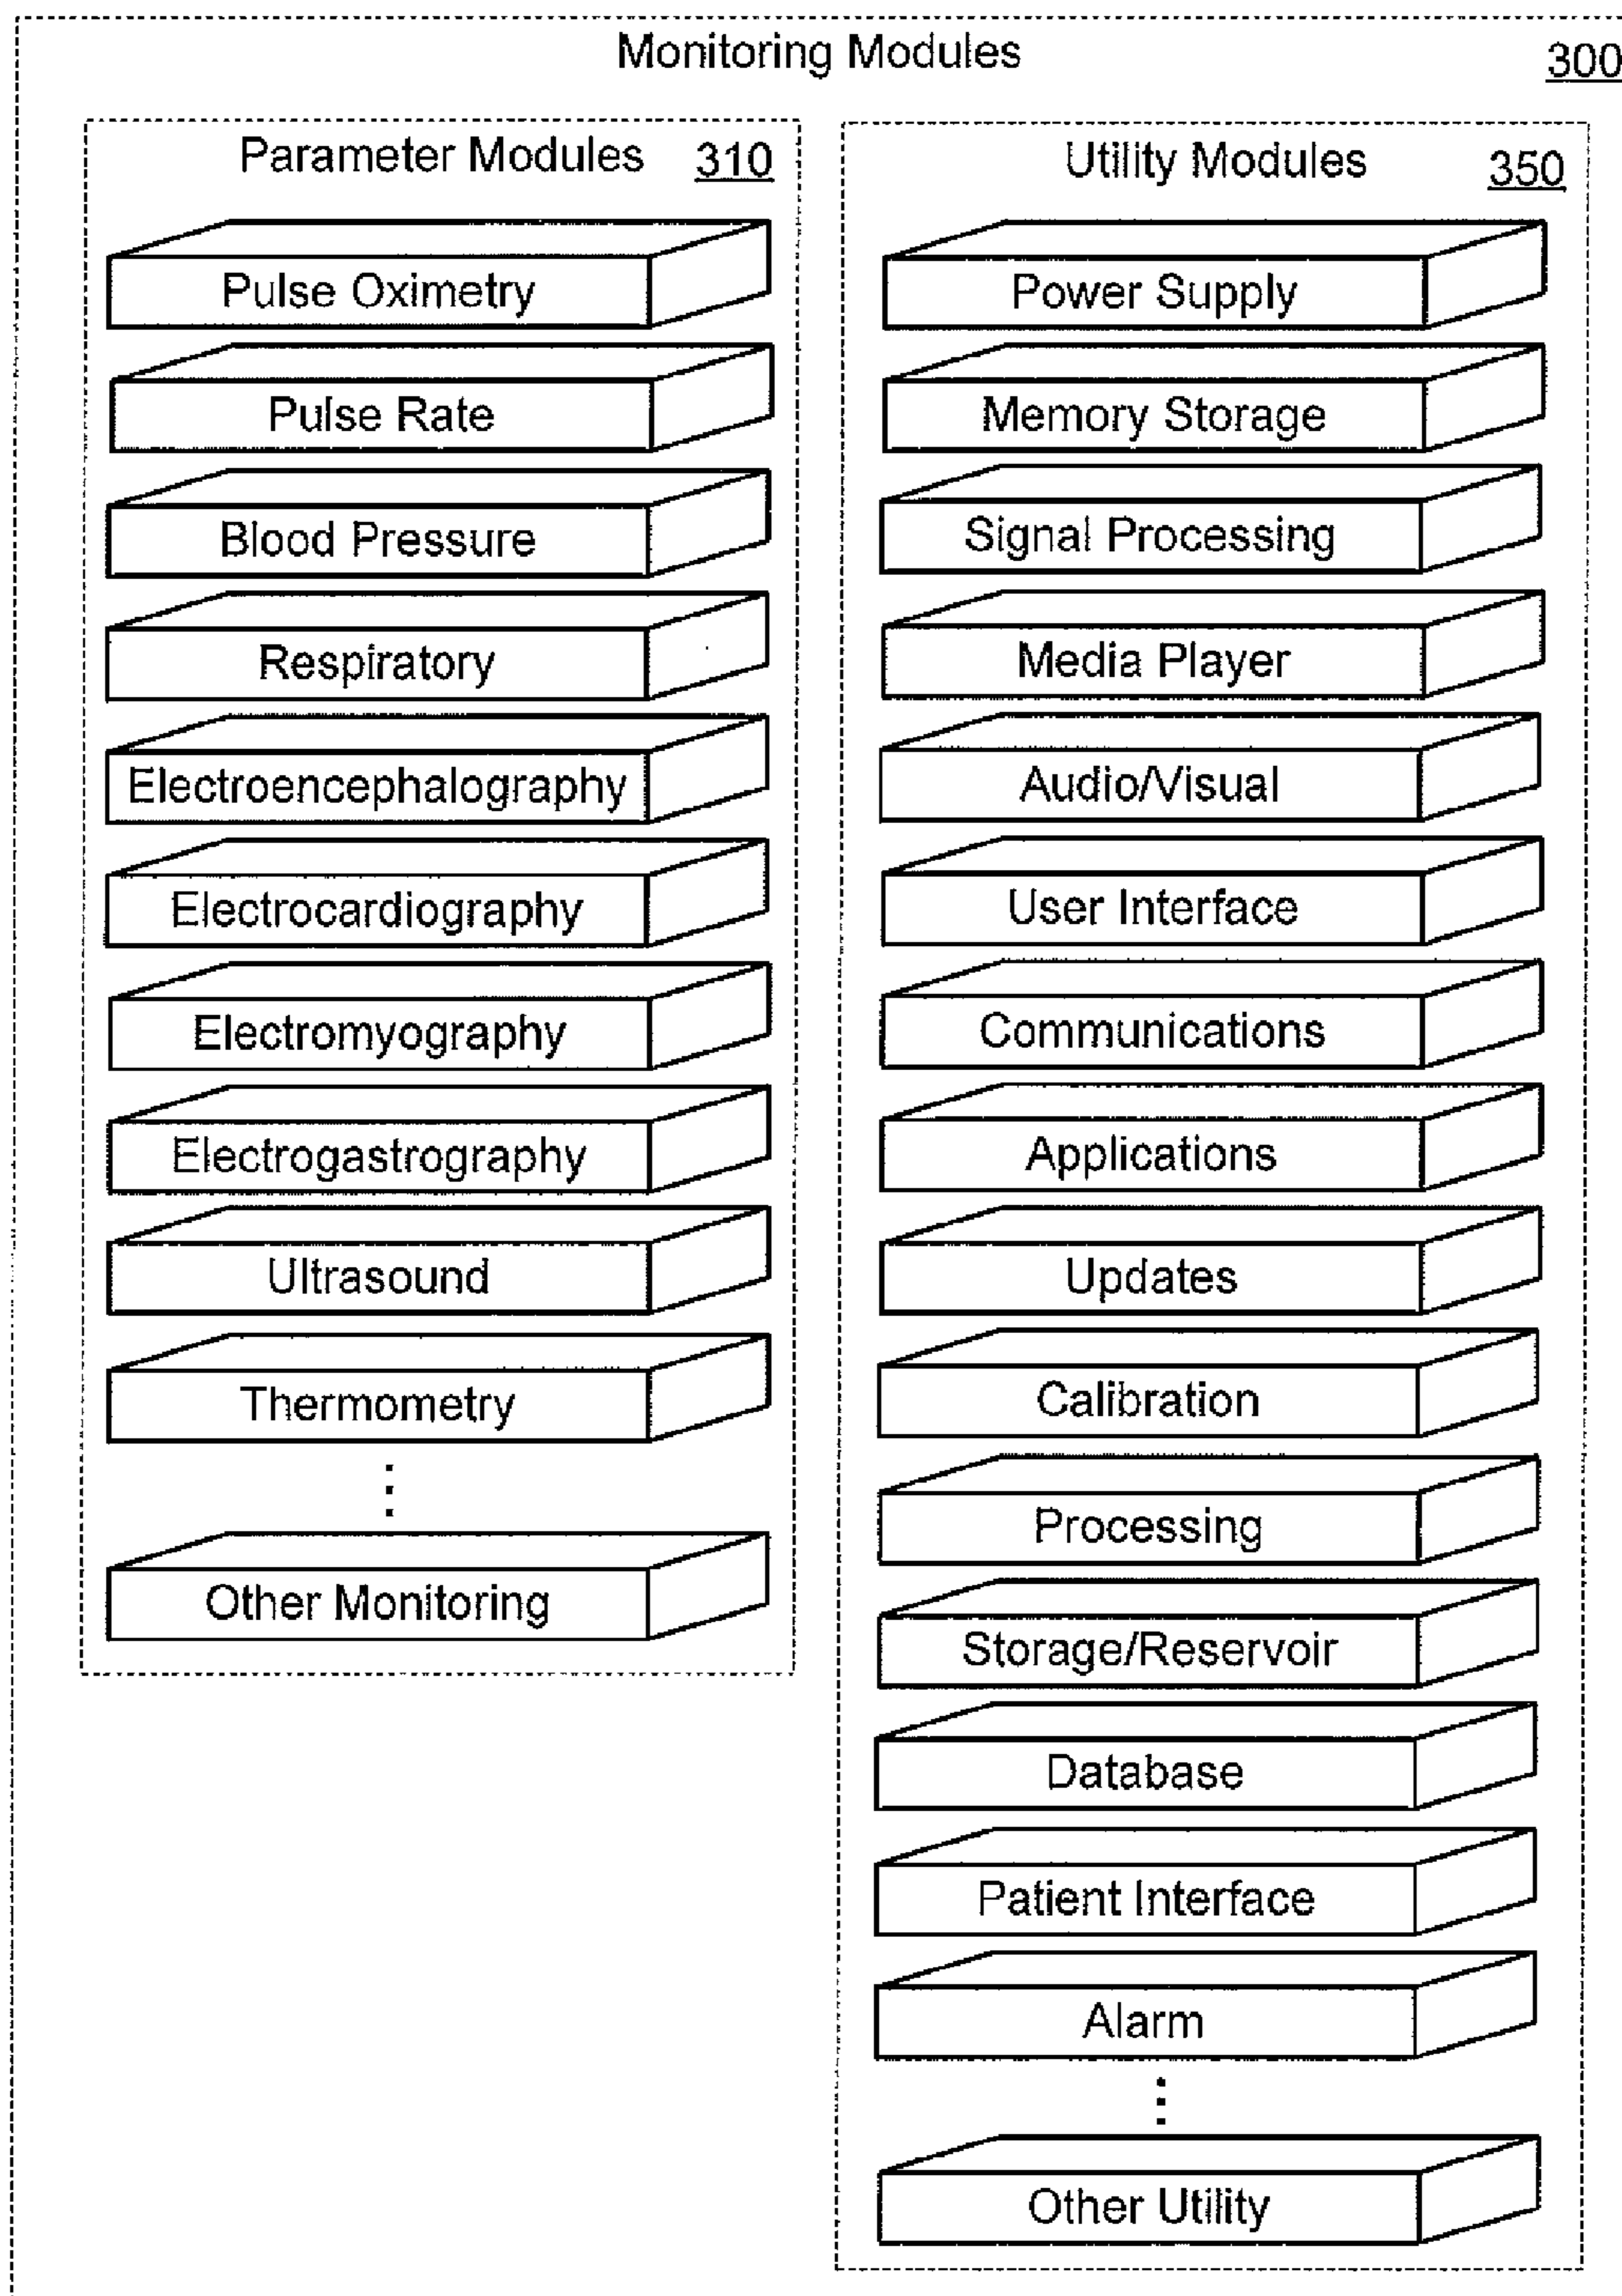 Monitoring Modules 300
Parameter Modules 310
Pulse Oximetry
Pulse Rate
Blood Pressure
Respiratory
Electroencephalography
Electrocardiography
Electromyography
Electrogastrography
Ultrasound
Thermometry
Other Monitoring
Utility Modules 350
Power Supply
Memory Storage
Signal Processing
Media Player
Audio/Visual
User Interface
Communications
Applications
Updates
Calibration
Processing
Storage/Reservoir
Database
Patient Interface
Alarm
Other Utility